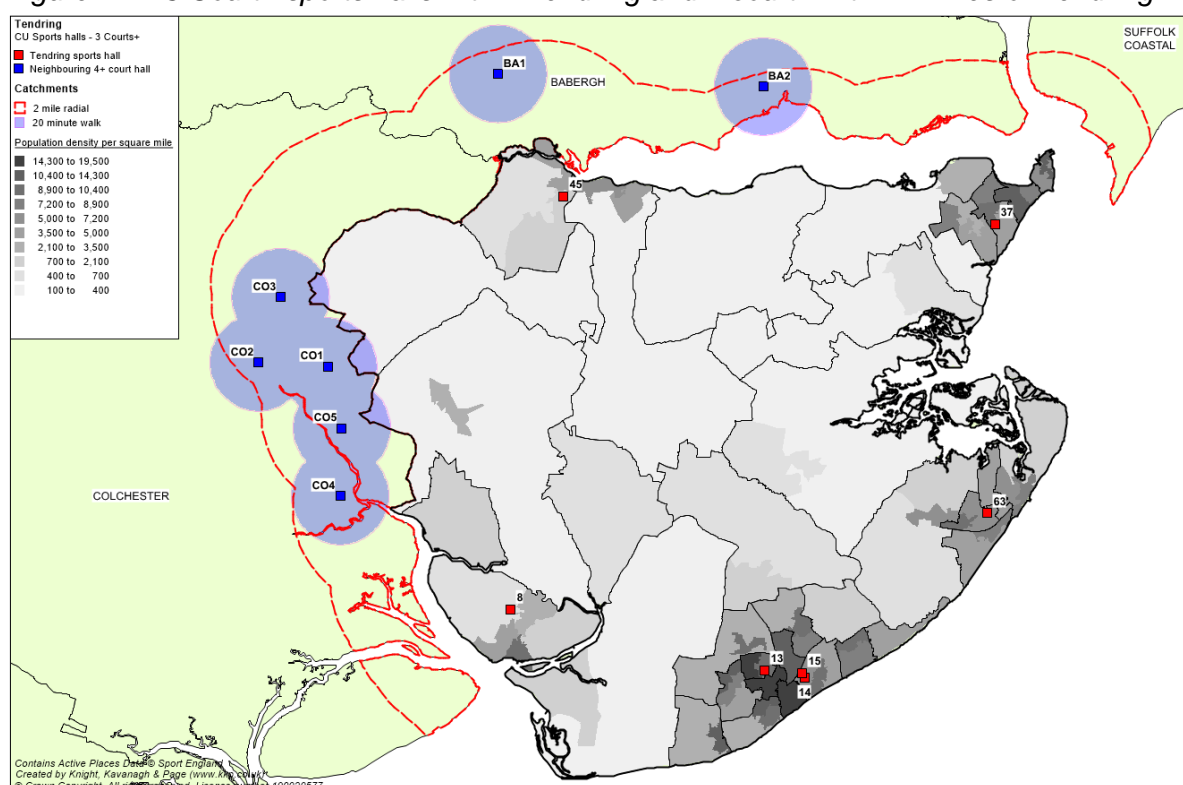 Tendring
CU Sports halls - 3 Courts+
Tendring sports hall
Neighbouring 4+ court hall
Catchments
2 mile radial
20 minute walk
Population density per square mile
14,300 to 19,500
10,400 to 14,300
8,900 to 10,400
7,200 to 8,900
5,000 to 7,200
3,500 to 5,000
2,100 to 3,500
700 to 2,100
400 to 700
100 to 400
SUFFOLK
COASTAL
BA1
BABERGH
BA2
45
37
CO3
CO2
CO1
CO5
CO4
COLCHESTER
63
8
13
15
14
Contains Active Places Data © Sport England
Created by Knight, Kavanagh & Page (www.kkp.co.uk)
© Crown Copyright. All